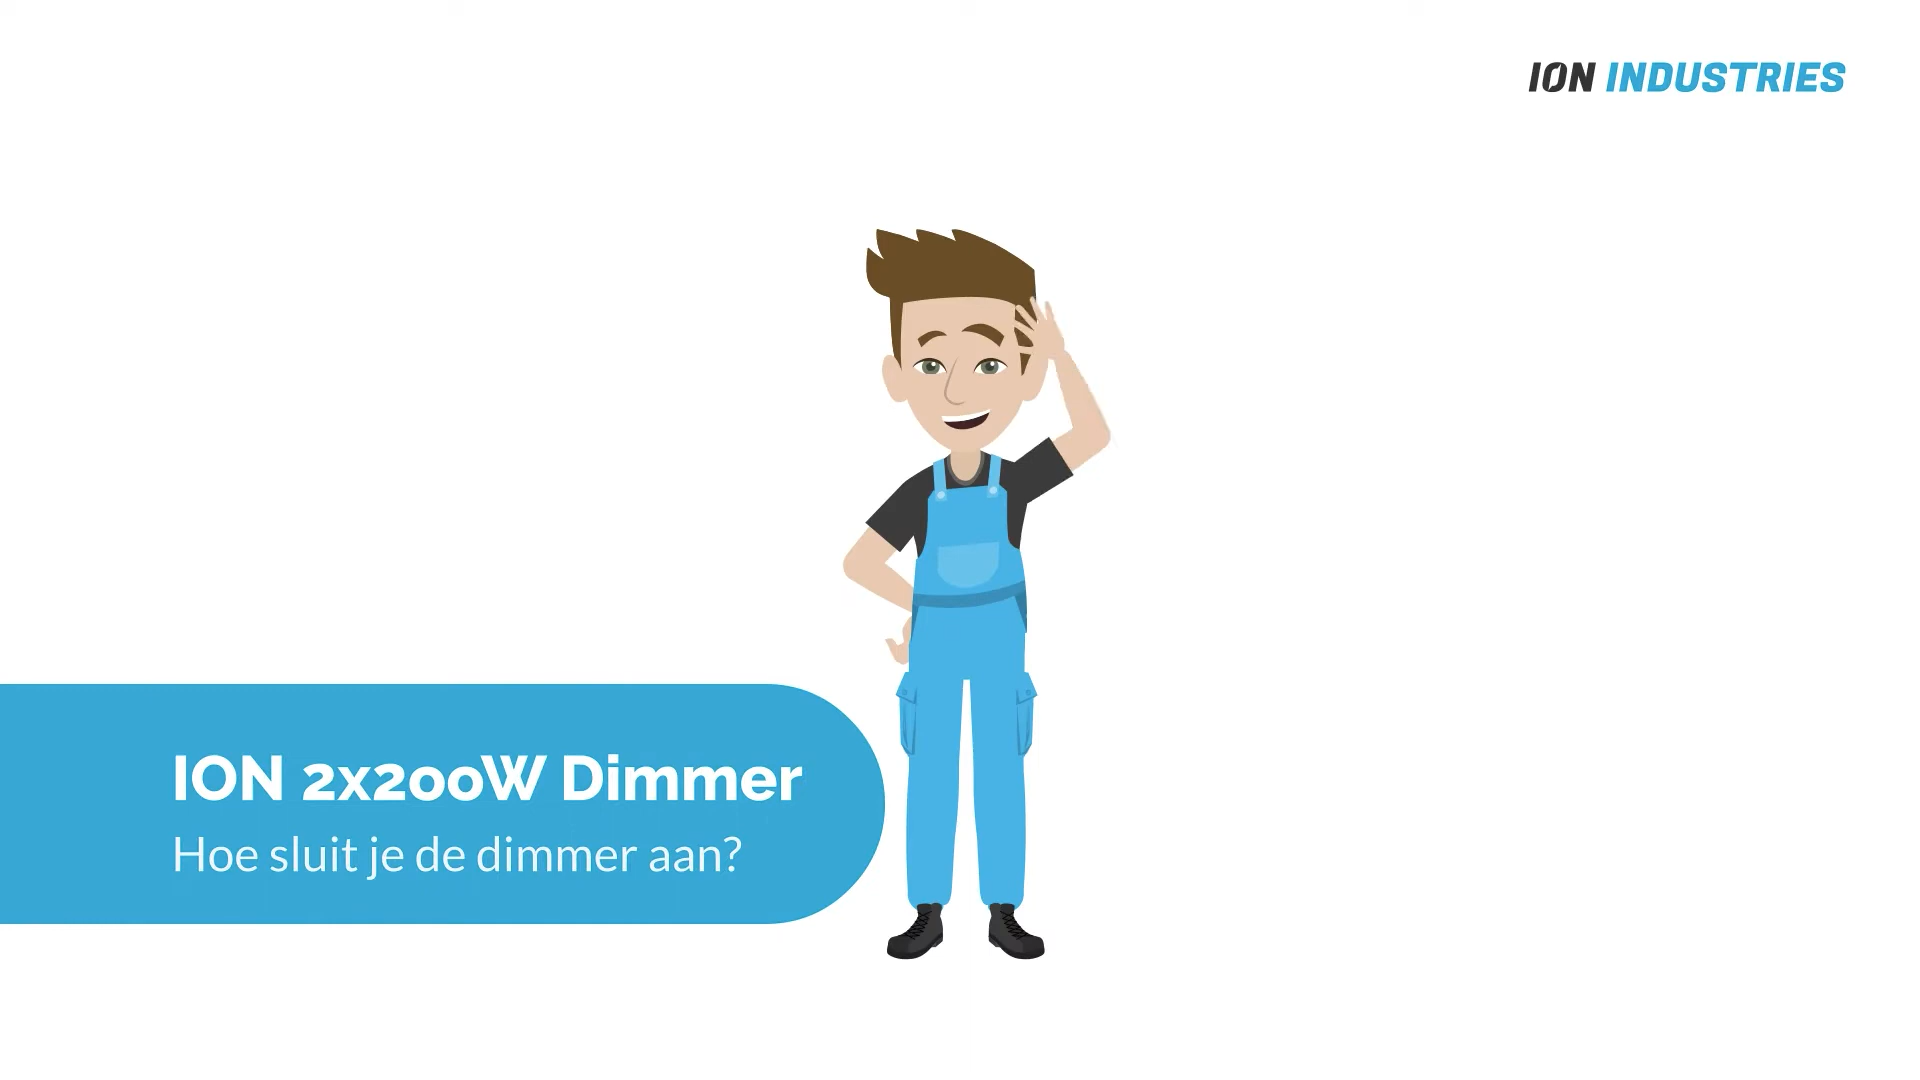 ION INDUSTRIES
ION 2x200W Dimmer
Hoe sluit je de dimmer aan?